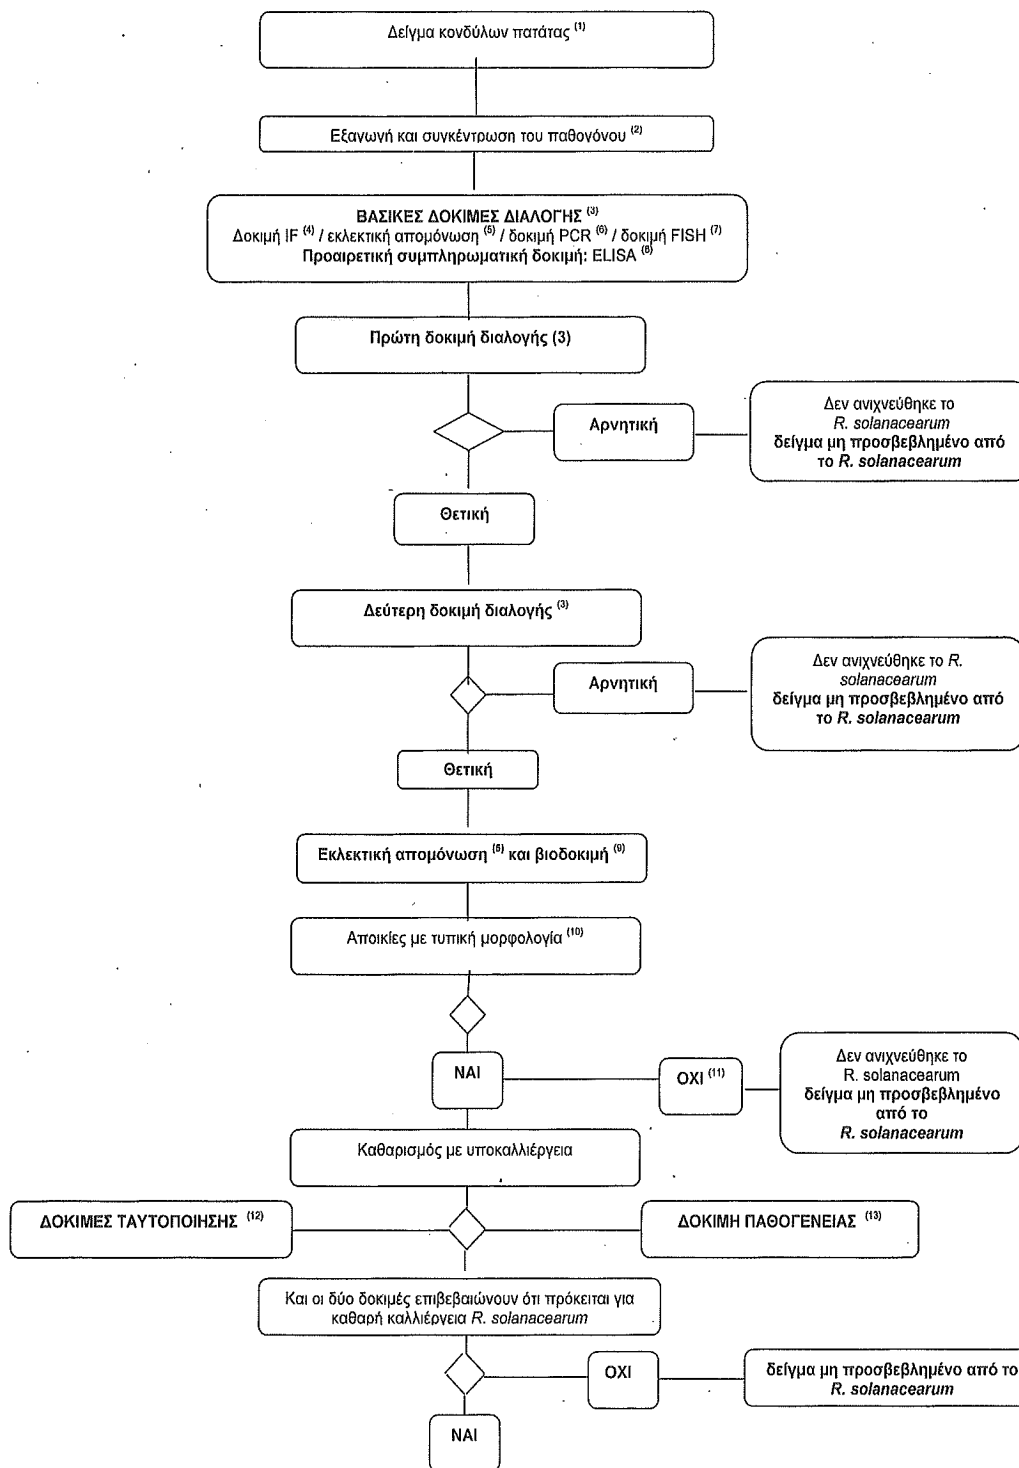 Δείγμα κονδύλων πατάτας (1)
Εξαγωγή και συγκέντρωση του παθογόνου (2)
ΒΑΣΙΚΕΣ ΔΟΚΙΜΕΣ ΔΙΑΛΟΓΗΣ (3)
Δοκιμή IF (4) / εκλεκτική απομόνωση (5) / δοκιμή PCR (6) / δοκιμή FISH (7)
Προαιρετική συμπληρωματική δοκιμή: ELISA (8)
Πρώτη δοκιμή διαλογής (3)
Αρνητική
Δεν ανιχνεύθηκε το
R. solanacearum
δείγμα μη προσβεβλημένο από
το R. solanacearum
Θετική
Δεύτερη δοκιμή διαλογής (3)
Αρνητική
Δεν ανιχνεύθηκε το R.
solanacearum
δείγμα μη προσβεβλημένο από
το R. solanacearum
Θετική
Εκλεκτική απομόνωση (5) και βιοδοκιμή (9)
Αποικίες με τυπική μορφολογία (10)
ΝΑΙ
ΟΧΙ (11)
Δεν ανιχνεύθηκε το
R. solanacearum
δείγμα μη προσβεβλημένο
από το
R. solanacearum
Καθαρισμός με υποκαλλιέργεια
ΔΟΚΙΜΕΣ ΤΑΥΤΟΠΟΙΗΣΗΣ (12)
ΔΟΚΙΜΗ ΠΑΘΟΓΕΝΕΙΑΣ (13)
Και οι δύο δοκιμές επιβεβαιώνουν ότι πρόκειται για
καθαρή καλλιέργεια R. solanacearum
ΟΧΙ
δείγμα μη προσβεβλημένο από το
R. solanacearum
ΝΑΙ